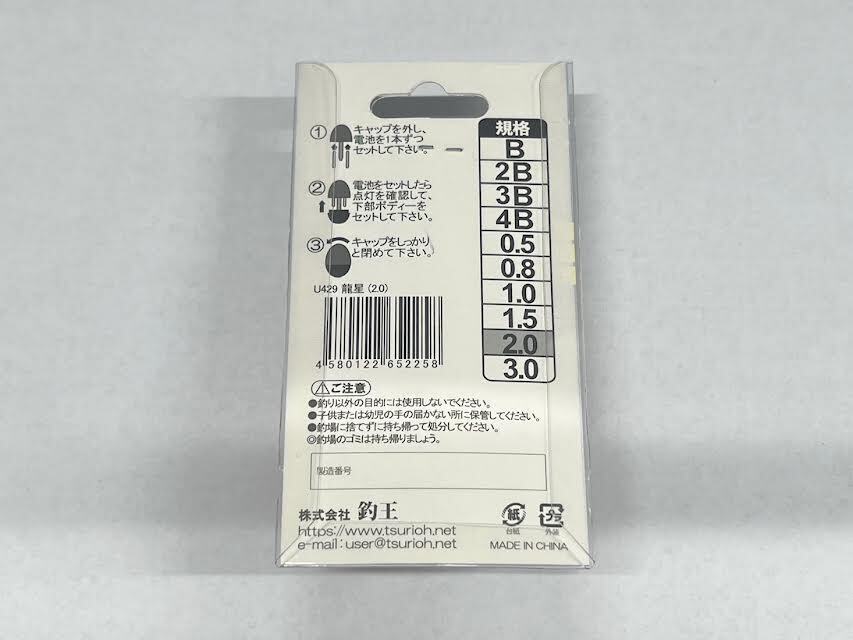 ① キャップを外し、
電池を1本ずつ
セットして下さい。
② 電池をセットしたら
点灯を確認して、
下部ボディーを
セットして下さい。
③ キャップをしっかり
と閉めて下さい。
U429 龍星 (2.0)
4 580122 652258
規格
B
2B
3B
4B
0.5
0.8
1.0
1.5
2.0
3.0
⚠ご注意
●釣り以外の目的には使用しないでください。
●子供または幼児の手の届かない所に保管してください。
●釣場に捨てずに持ち帰って処分してください。
◎釣場のゴミは持ち帰りましょう。
製造番号
株式会社 釣王
https://www.tsurioh.net
e-mail:user@tsurioh.net
紙
台紙
プラ
外装
MADE IN CHINA